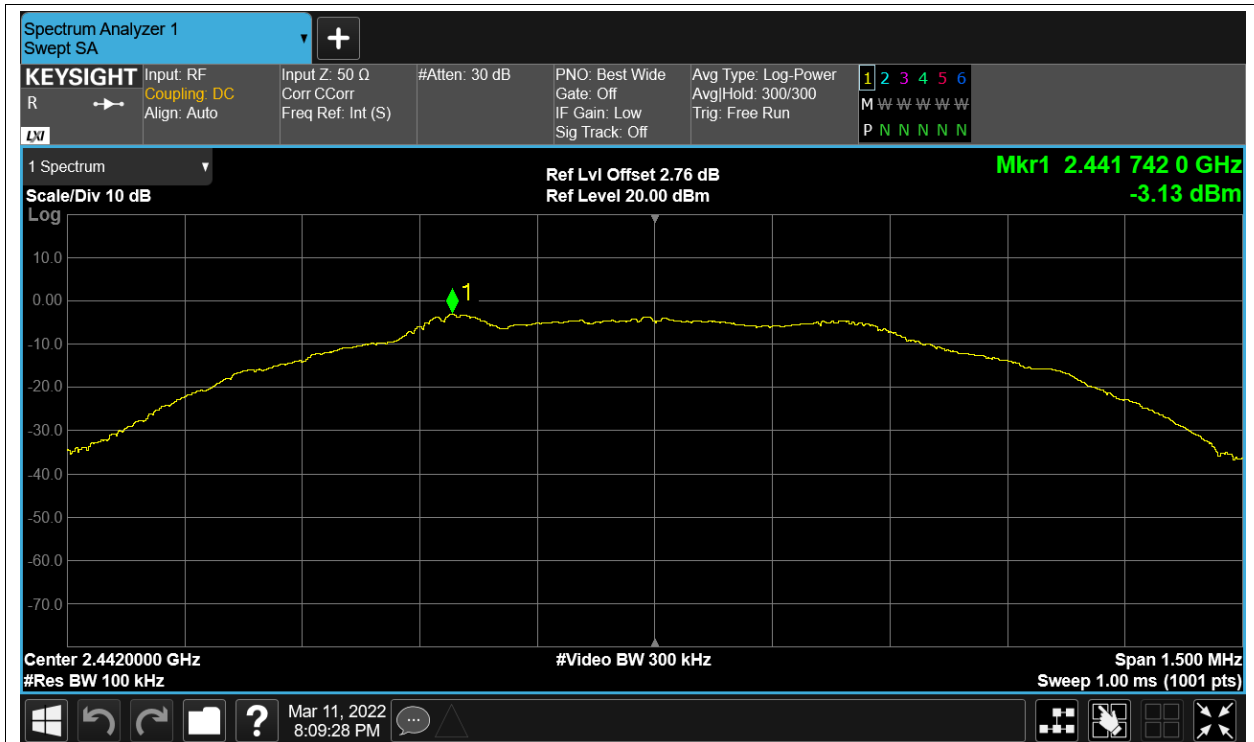 Spectrum Analyzer 1
Swept SA
+
KEYSIGHT
R
LXI
Input: RF
Coupling: DC
Align: Auto
Input Z: 50 Ω
Corr CCorr
Freq Ref: Int (S)
#Atten: 30 dB
PNO: Best Wide
Gate: Off
IF Gain: Low
Sig Track: Off
Avg Type: Log-Power
Avg|Hold: 300/300
Trig: Free Run
1 2 3 4 5 6
M W W W W W
P N N N N N
1 Spectrum
Scale/Div 10 dB
Ref Lvl Offset 2.76 dB
Ref Level 20.00 dBm
Mkr1 2.441 742 0 GHz
-3.13 dBm
Log
10.0
0.00
-10.0
-20.0
-30.0
-40.0
-50.0
-60.0
-70.0
1
Center 2.4420000 GHz
#Res BW 100 kHz
#Video BW 300 kHz
Span 1.500 MHz
Sweep 1.00 ms (1001 pts)
?
Mar 11, 2022
8:09:28 PM